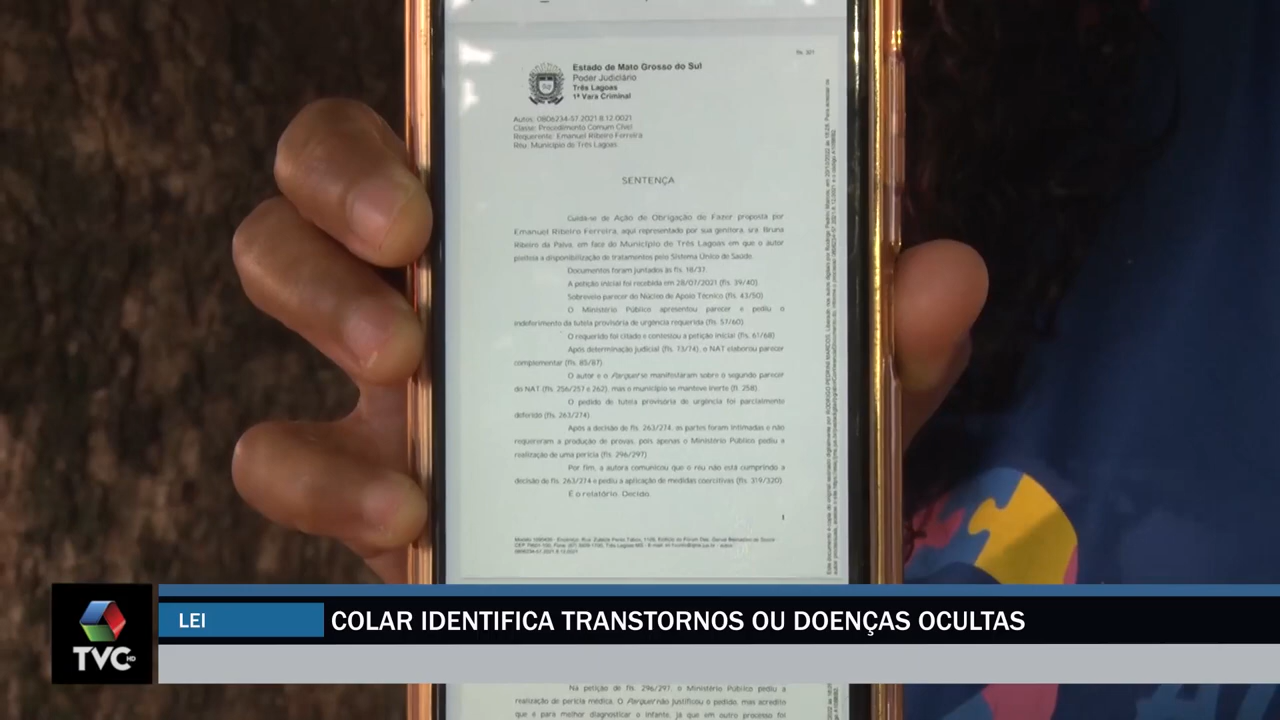 fls. 321
Estado de Mato Grosso do Sul
Poder Judiciário
Três Lagoas
1ª Vara Criminal
Autos: 0806234-57.2021.8.12.0021
Classe: Procedimento Comum Cível
Requerente: Emanuel Ribeiro Ferreira
Réu: Município de Três Lagoas.
SENTENÇA
Cuida-se de Ação de Obrigação de Fazer proposta por
Emanuel Ribeiro Ferreira, aqui representado por sua genitora, sra. Bruna
Ribeiro da Paiva, em face do Município de Três Lagoas em que o autor
pleiteia a disponibilização de tratamentos pelo Sistema Único de Saúde.
Documentos foram juntados às fls. 18/37.
A petição inicial foi recebida em 28/07/2021 (fls. 39/40)
Sobreveio parecer do Núcleo de Apoio Técnico (fls. 43/50)
O Ministério Público apresentou parecer e pediu o
indeferimento da tutela provisória de urgência requerida (fls. 57/60)
O requerido foi citado e contestou a petição inicial (fls. 61/68)
Após determinação judicial (fls. 73/74), o NAT elaborou parecer
complementar (fls. 85/87)
O autor e o Parquet se manifestaram sobre o segundo parecer
do NAT (fls. 256/257 e 262), mas o município se manteve inerte (fl. 258).
O pedido de tutela provisória de urgência foi parcialmente
deferido (fls. 263/274)
Após a decisão de fls. 263/274, as partes foram intimadas e não
requereram a produção de provas, pois apenas o Ministério Público pediu a
realização de uma perícia (fls. 296/297)
Por fim, a autora comunicou que o réu não está cumprindo a
decisão de fls. 263/274 e pediu a aplicação de medidas coercitivas (fls. 319/320)
É o relatório. Decido.
1
LEI
COLAR IDENTIFICA TRANSTORNOS OU DOENÇAS OCULTAS
TVC HD
Na petição de fls. 296/297, o Ministério Público pediu a
realização de perícia médica. O Parquet não justificou o pedido, mas acredito
que é para melhor diagnosticar o infante, já que em outro processo foi